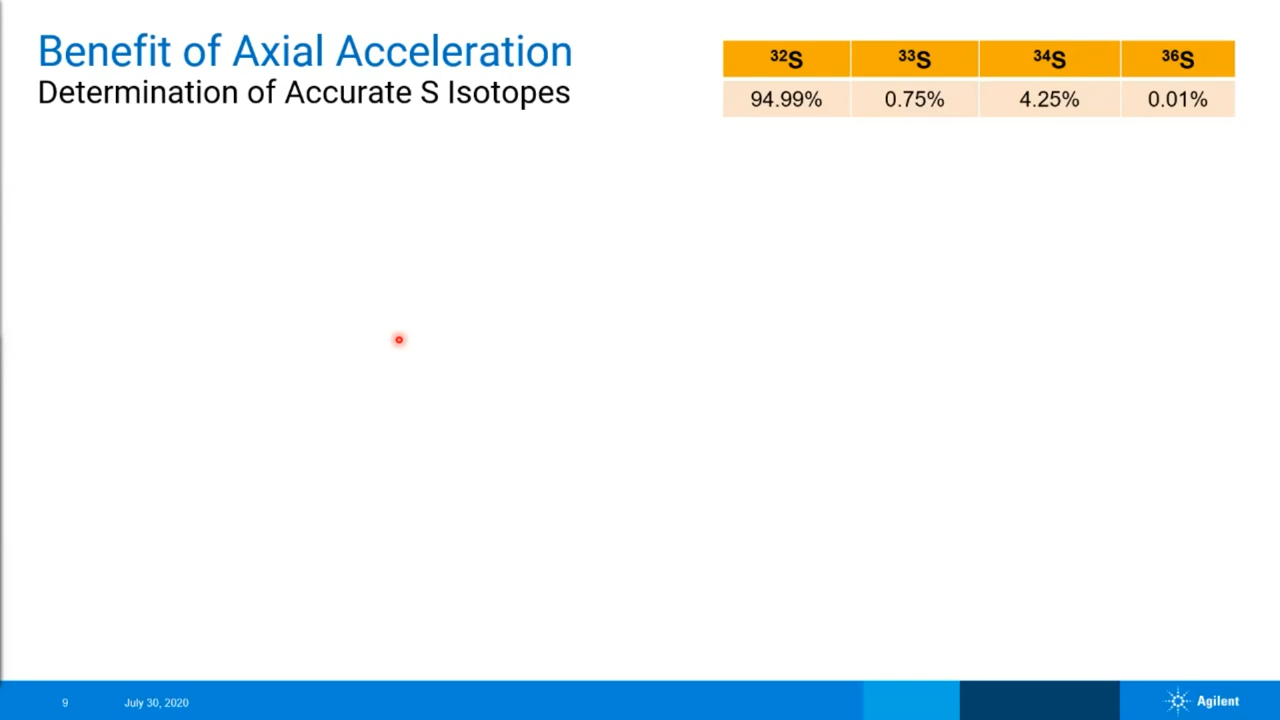 Benefit of Axial Acceleration
Determination of Accurate S Isotopes
³²S ³³S ³⁴S ³⁶S
94.99% 0.75% 4.25% 0.01%
9 July 30, 2020 Agilent